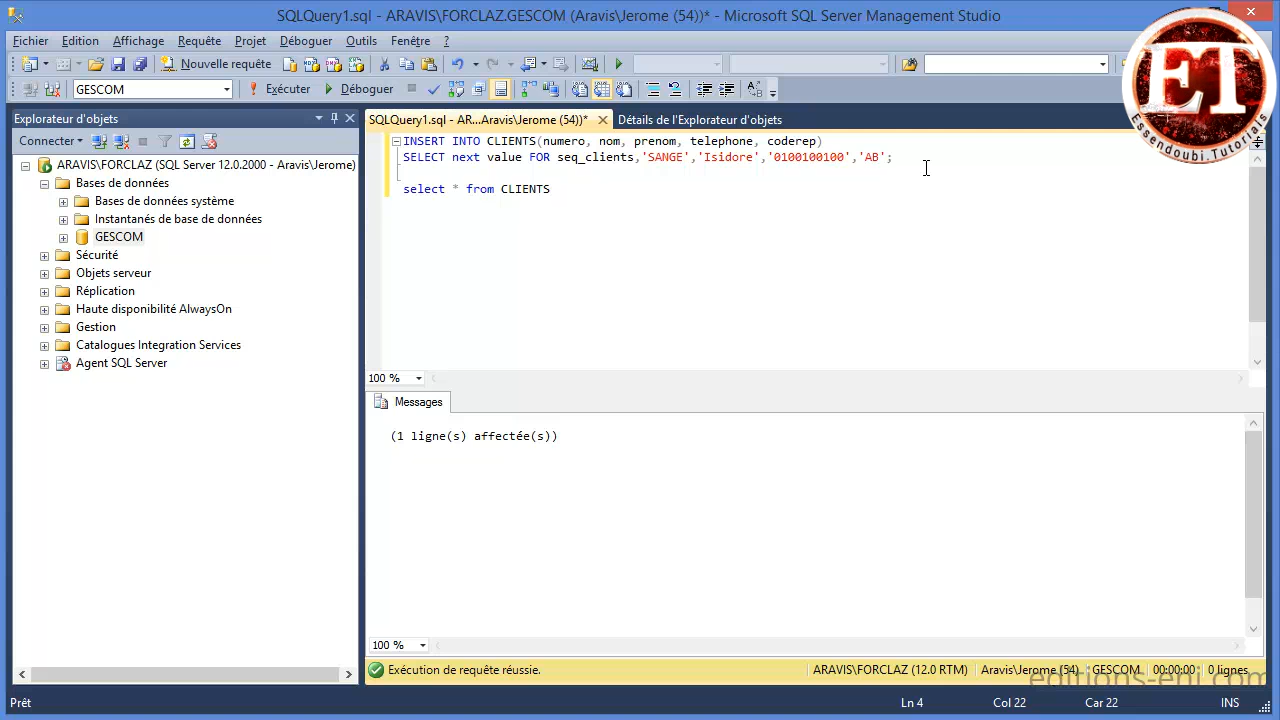 SQLQuery1.sql - ARAVIS\FORCLAZ.GESCOM (Aravis\Jerome (54))* - Microsoft SQL Server Management Studio
Fichier Edition Affichage Requête Projet Déboguer Outils Fenêtre ?
Nouvelle requête
GESCOM Exécuter Déboguer
Explorateur d'objets
Connecter
ARAVIS\FORCLAZ (SQL Server 12.0.2000 - Aravis\Jerome)
Bases de données
Bases de données système
Instantanés de base de données
GESCOM
Sécurité
Objets serveur
Réplication
Haute disponibilité AlwaysOn
Gestion
Catalogues Integration Services
Agent SQL Server
SQLQuery1.sql - AR...Aravis\Jerome (54))* Détails de l'Explorateur d'objets
INSERT INTO CLIENTS(numero, nom, prenom, telephone, coderep)
SELECT next value FOR seq_clients,'SANGE','Isidore','0100100100','AB';
select * from CLIENTS
100 %
Messages
(1 ligne(s) affectée(s))
100 %
Exécution de requête réussie. ARAVIS\FORCLAZ (12.0 RTM) Aravis\Jerome (54) GESCOM 00:00:00 0 lignes
editions-eni.com
Prêt Ln 4 Col 22 Car 22 INS
ET
Essendoubi.Tutorials